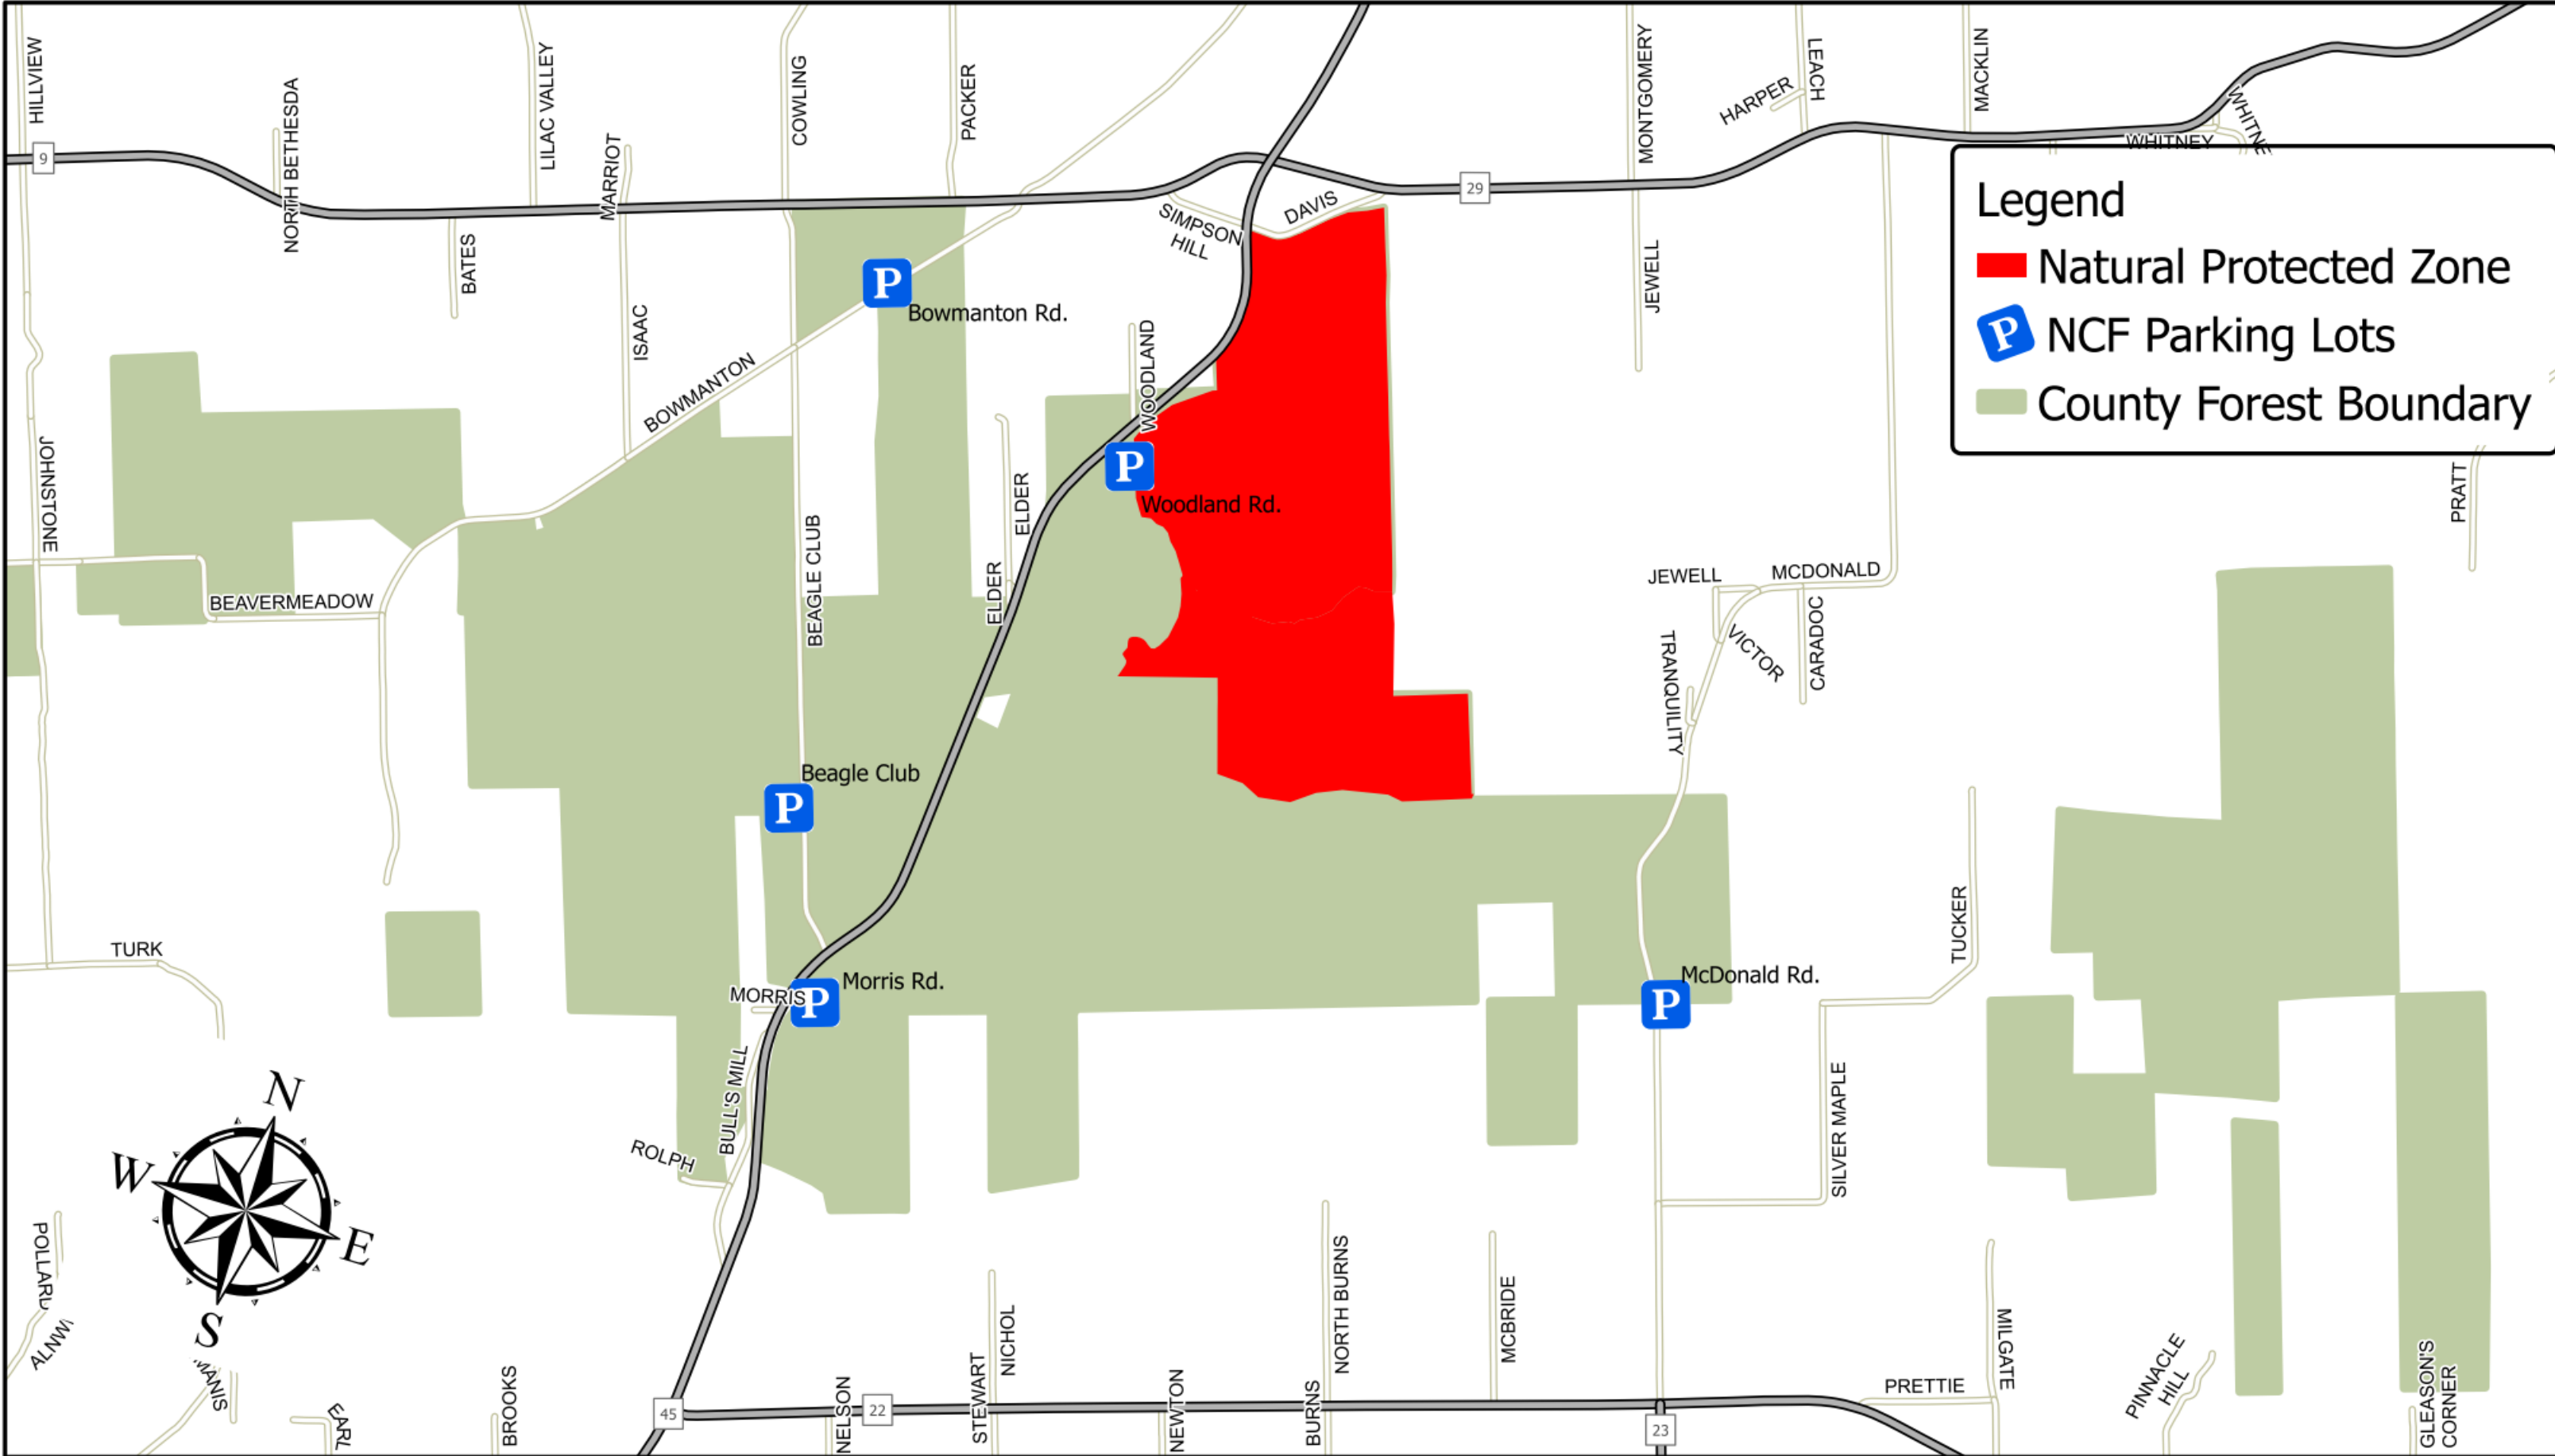 HILLVIEW
NORTH BETHESDA
LILAC VALLEY
MARRIOT
COWLING
PACKER
MONTGOMERY
HARPER
LEACH
MACKLIN
WHITNEY
9
BATES
ISAAC
SIMPSON
HILL
DAVIS
29
JEWELL
Legend
Natural Protected Zone
P NCF Parking Lots
County Forest Boundary
P
Bowmanton Rd.
BOWMANTON
WOODLAND
P
Woodland Rd.
JOHNSTONE
ELDER
ELDER
PRATT
BEAGLE CLUB
BEAVERMEADOW
JEWELL
MCDONALD
CARADOC
VICTOR
TRANQUILITY
Beagle Club
P
TURK
MORRIS
P
Morris Rd.
McDonald Rd.
P
TUCKER
BULL'S MILL
ROLPH
SILVER MAPLE
N
W
E
S
POLLARD
EARL
BROOKS
45
NELSON
22
STEWART
NICHOL
NEWTON
BURNS
NORTH BURNS
MCBRIDE
23
PRETTIE
MILGATE
PINNACLE
HILL
GLEASON'S
CORNER